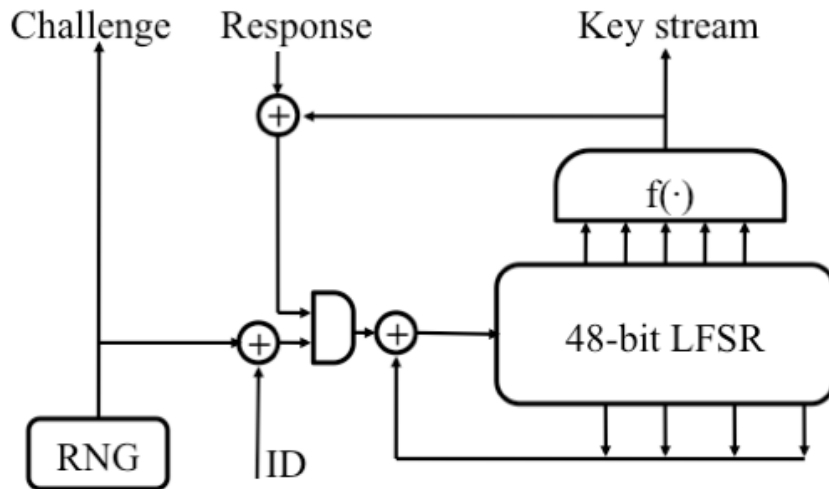 Challenge Response Key stream
+
f(·)
+ + 48-bit LFSR
RNG ID